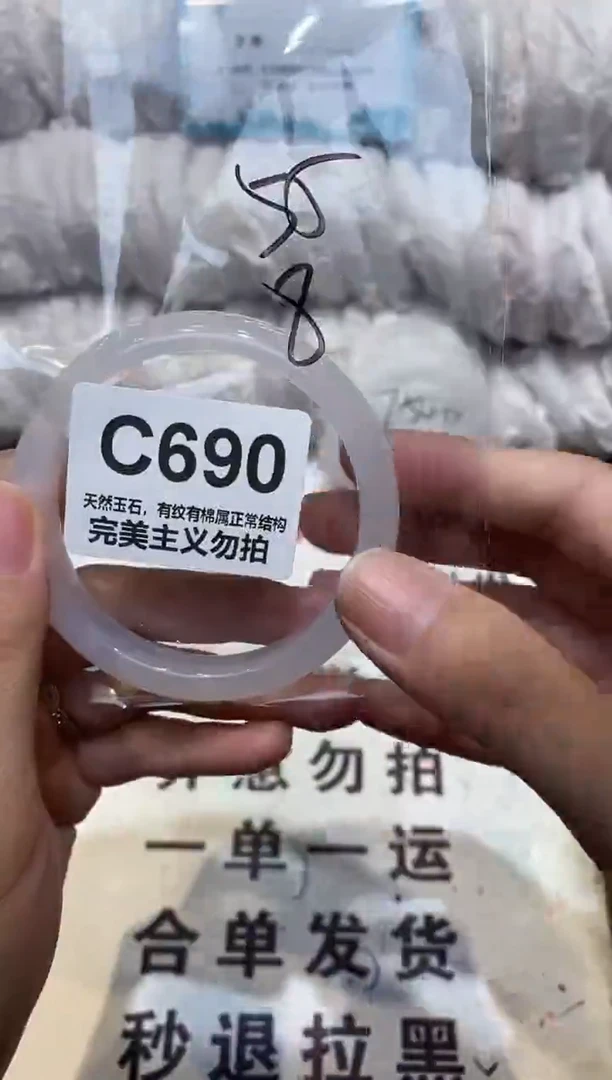 58
C690
天然玉石，有纹有棉属正常结构
完美主义勿拍
急勿拍
一单一运
合单发货
秒退拉黑